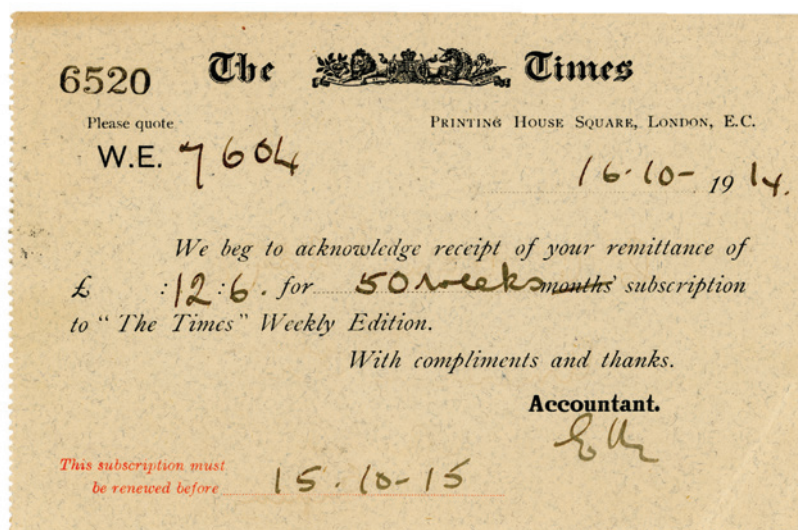 6520 The Times
Please quote PRINTING HOUSE SQUARE, LONDON, E.C.
W.E. 7604
16-10- 1914.
We beg to acknowledge receipt of your remittance of
£ :12:6. for 50 weeks months' subscription
to "The Times" Weekly Edition.
With compliments and thanks.
Accountant.
This subscription must
be renewed before 15.10-15